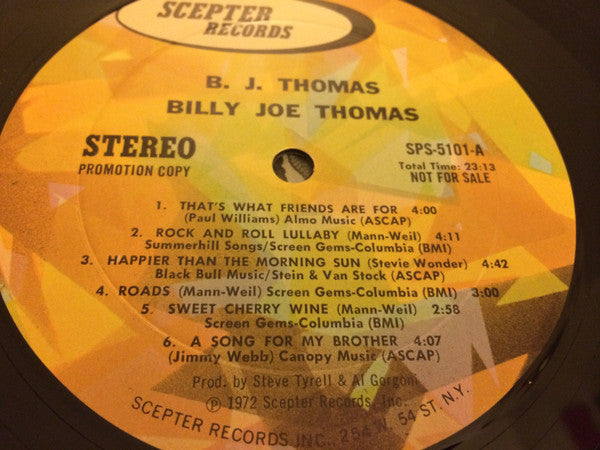 SCEPTER
RECORDS
B. J. THOMAS
BILLY JOE THOMAS
STEREO
PROMOTION COPY
SPS-5101-A
Total Time: 23:13
NOT FOR SALE
1. THAT'S WHAT FRIENDS ARE FOR 4:00
(Paul Williams) Almo Music (ASCAP)
2. ROCK AND ROLL LULLABY (Mann-Weil) 4:11
Summerhill Songs/Screen Gems-Columbia (BMI)
3. HAPPIER THAN THE MORNING SUN (Stevie Wonder) 4:42
Black Bull Music/Stein & Van Stock (ASCAP)
4. ROADS (Mann-Weil) Screen Gems-Columbia (BMI) 3:00
5. SWEET CHERRY WINE (Mann-Weil) 2:58
Screen Gems-Columbia (BMI)
6. A SONG FOR MY BROTHER 4:07
(Jimmy Webb) Canopy Music (ASCAP)
Prod. by Steve Tyrell & Al Gorgoni
℗ 1972 Scepter Records, Inc.
SCEPTER RECORDS INC., 254 W. 54 ST. N.Y.